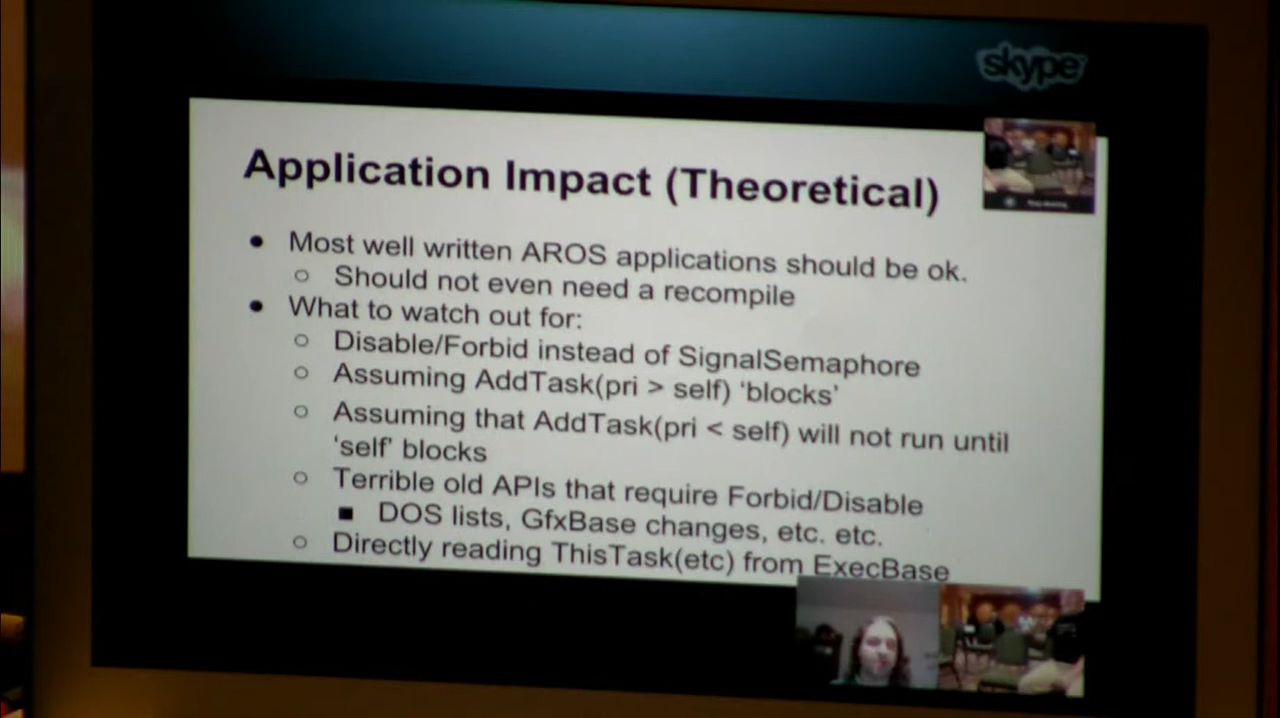 skype
Application Impact (Theoretical)
● Most well written AROS applications should be ok.
○ Should not even need a recompile
● What to watch out for:
○ Disable/Forbid instead of SignalSemaphore
○ Assuming AddTask(pri > self) ‘blocks’
○ Assuming that AddTask(pri < self) will not run until
‘self’ blocks
○ Terrible old APIs that require Forbid/Disable
■ DOS lists, GfxBase changes, etc. etc.
○ Directly reading ThisTask(etc) from ExecBase